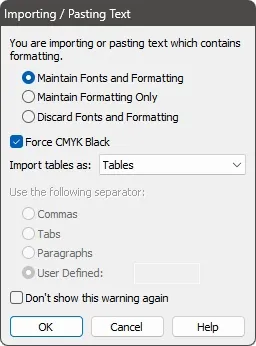 Importing / Pasting Text
You are importing or pasting text which contains
formatting.
Maintain Fonts and Formatting
Maintain Formatting Only
Discard Fonts and Formatting
Force CMYK Black
Import tables as: Tables
Use the following separator:
Commas
Tabs
Paragraphs
User Defined:
Don't show this warning again
OK Cancel Help